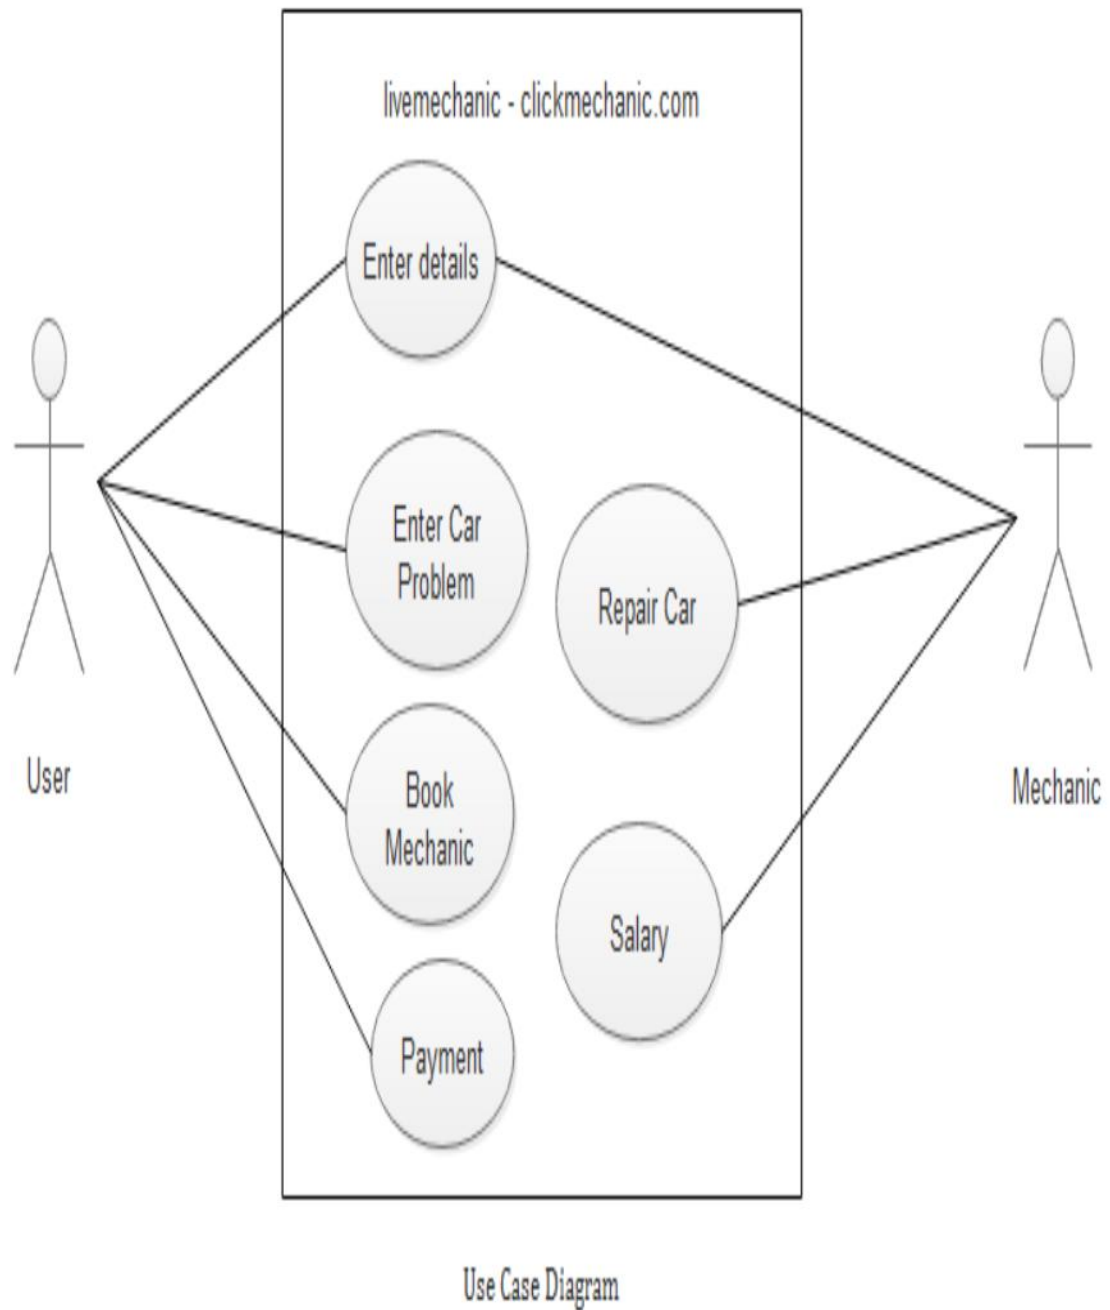 livemechanic - clickmechanic.com
Enter details
Enter Car
Problem
Repair Car
User
Mechanic
Book
Mechanic
Salary
Payment
Use Case Diagram